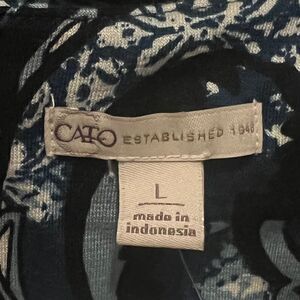 CATO ESTABLISHED 1946
L
made in
indonesia